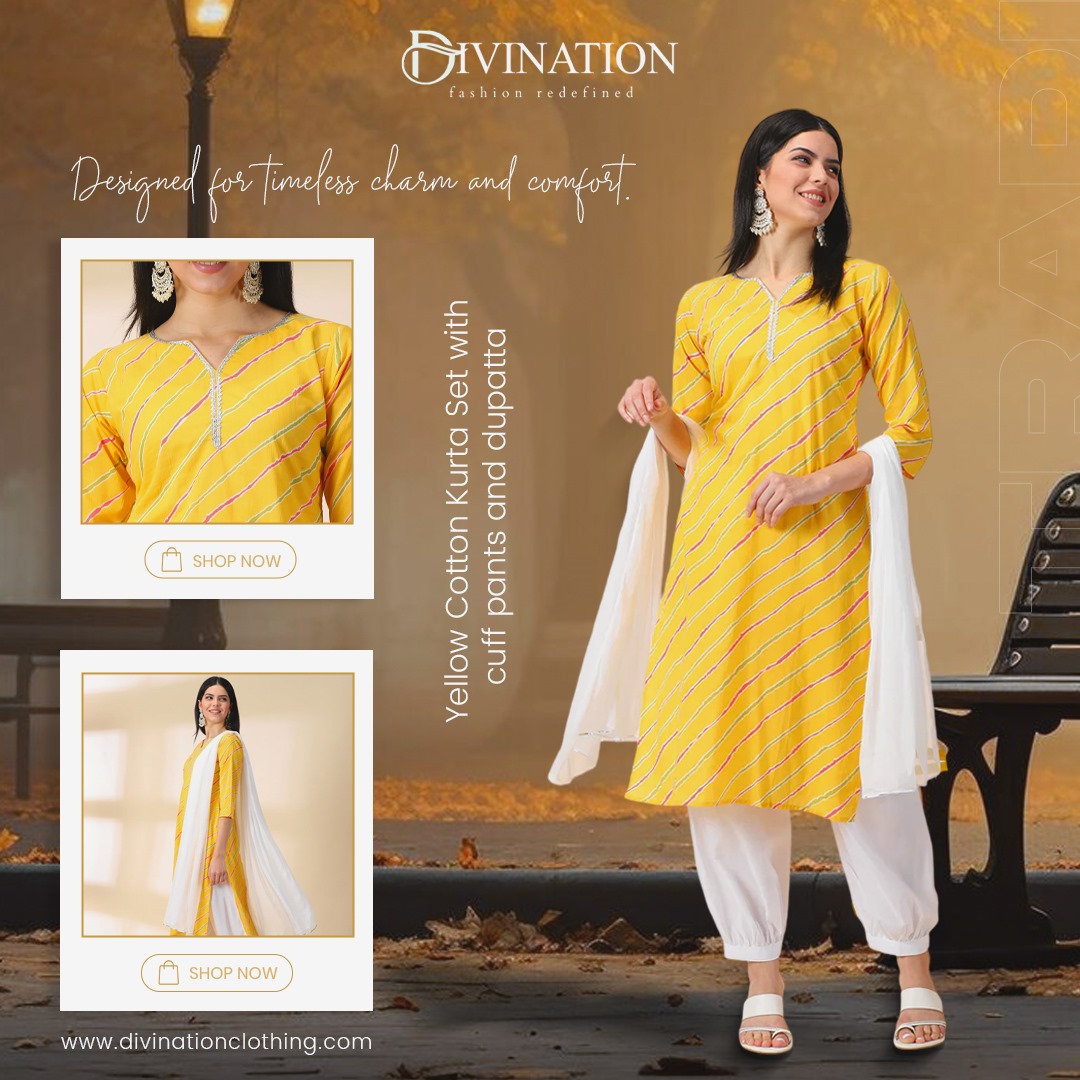 DIVINATION
fashion redefined
Designed for timeless charm and comfort.
Yellow Cotton Kurta Set with
cuff pants and dupatta
SHOP NOW
SHOP NOW
www.divinationclothing.com